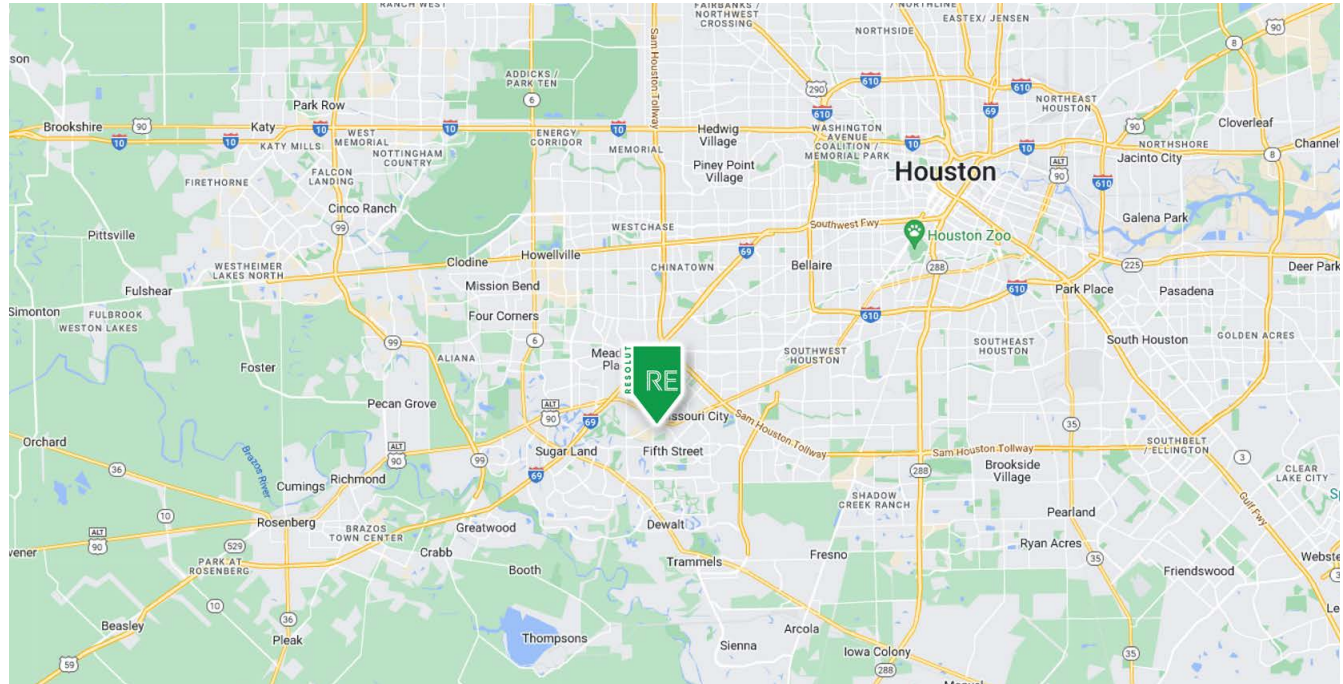 RANCH WEST
FAIRBANKS /
NORTHWEST
CROSSING
/ NORTHLINE
EASTEX/ JENSEN
90
NORTHSIDE
8
son
ADDICKS /
PARK TEN
6
Sam Houston Tollway
290
610
610
610
69
NORTHEAST
HOUSTON
Park Row
Brookshire
90
Katy
10
10
10
10
10
KATY MILLS
WEST
MEMORIAL
NOTTINGHAM
COUNTRY
ENERGY
CORRIDOR
MEMORIAL
Hedwig
Village
Piney Point
Village
WASHINGTON
AVENUE
COALITION /
MEMORIAL PARK
10
10
90
Cloverleaf
NORTHSHORE
Jacinto City
8
Channel
ALT
90
610
Houston
FIRETHORNE
FALCON
LANDING
Cinco Ranch
99
Pittsville
WESTCHASE
Southwest Fwy
Houston Zoo
Galena Park
69
Clodine
Howellville
CHINATOWN
Bellaire
288
225
Deer Park
WESTHEIMER
LAKES NORTH
Mission Bend
610
Park Place
Pasadena
Fulshear
Simonton
FULBROOK
WESTON LAKES
Four Corners
610
GOLDEN ACRES
99
ALIANA
6
SOUTHWEST
HOUSTON
SOUTHEAST
HOUSTON
South Houston
Foster
Mead
Pla
RESOLUT
RE
Pecan Grove
ALT
90
69
ssouri City
Sam Houston Tollway
35
Orchard
36
Brazos River
ALT
90
99
Sugar Land
Fifth Street
288
Sam Houston Tollway
SOUTHBELT
/ ELLINGTON
3
Cumings
Richmond
69
Brookside
Village
CLEAR
LAKE CITY
Sp
10
Rosenberg
BRAZOS
TOWN CENTER
Greatwood
Dewalt
SHADOW
CREEK RANCH
Pearland
Gulf Fwy
ALT
90
wener
529
PARK AT
ROSENBERG
Crabb
Booth
Trammels
Fresno
Ryan Acres
35
Friendswood
Webste
3
10
36
Beasley
Pleak
59
Thompsons
Sienna
Arcola
Iowa Colony
35
Le